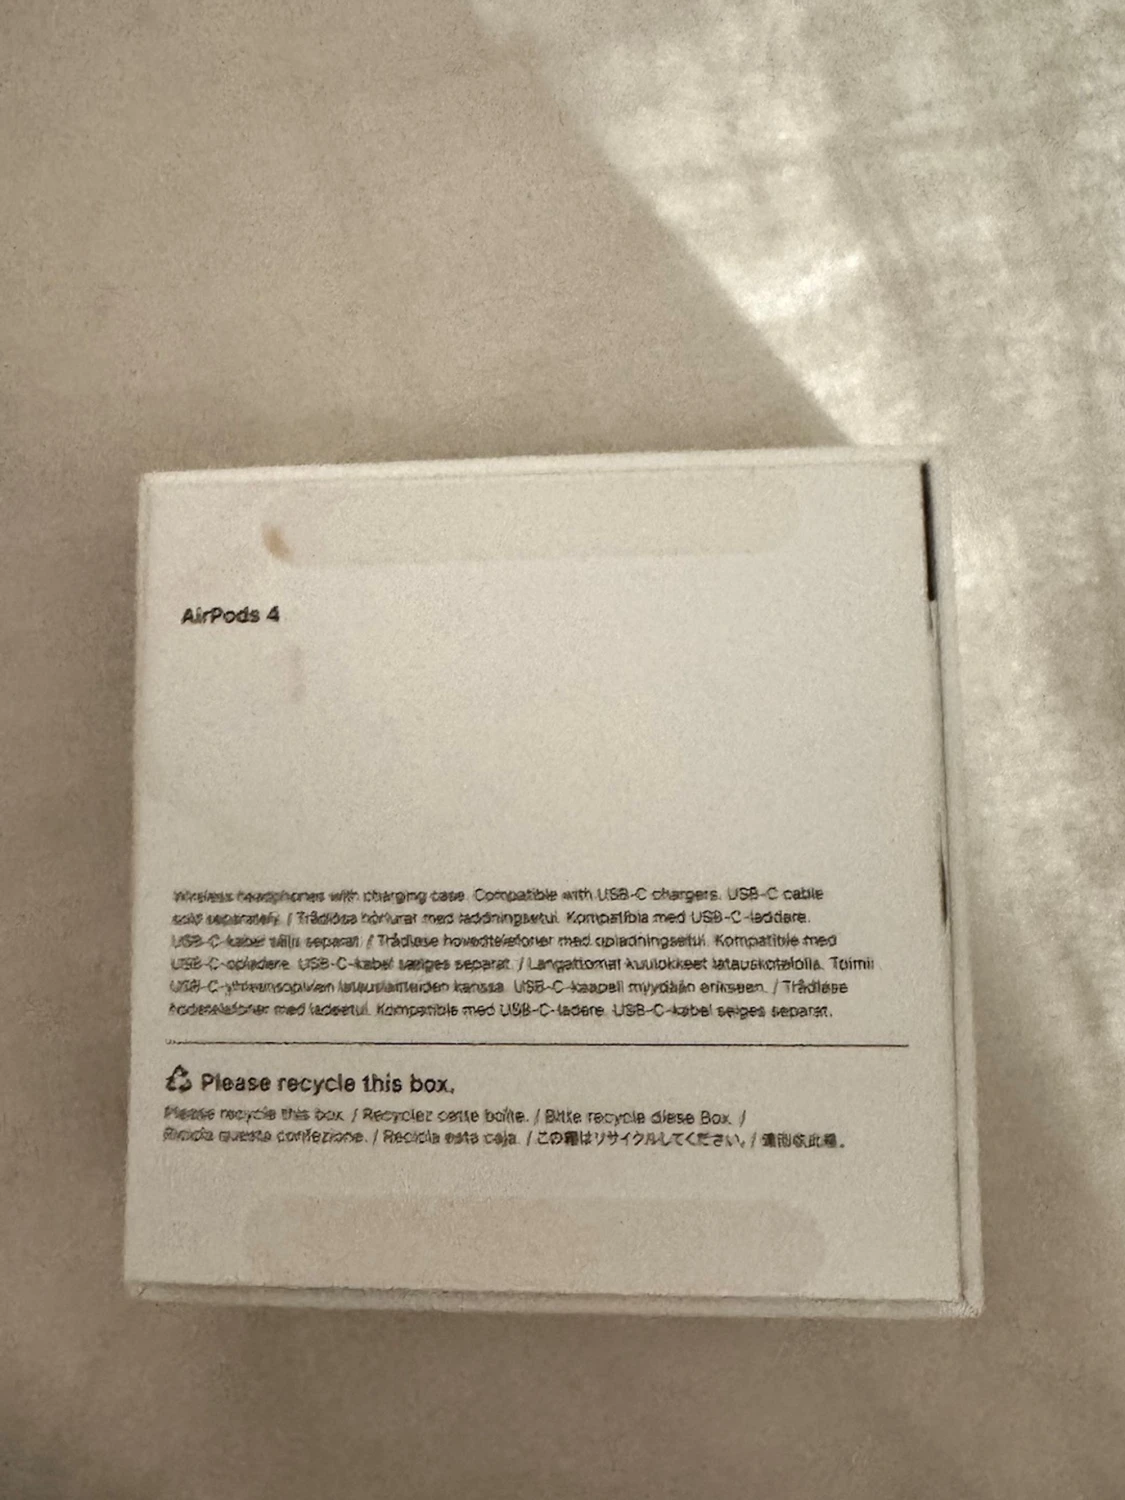 AirPods 4
Wireless headphones with charging case. Compatible with USB-C chargers. USB-C cable
sold separately. / Trådlösa hörlurar med laddningsetui. Kompatibla med USB-C-laddare.
USB-C-kabel säljs separat. / Trådløse hovedtelefoner med opladningsetui. Kompatible med
USB-C-opladere. USB-C-kabel sælges separat. / Langattomat kuulokkeet latauskotelolla. Toimii
USB-C-yhteensopivien latauslaitteiden kanssa. USB-C-kaapeli myydään erikseen. / Trådløse
hodetelefoner med ladeetui. Kompatible med USB-C-ladere. USB-C-kabel selges separat.
Please recycle this box.
Please recycle this box. / Recyclez cette boîte. / Bitte recycle diese Box. /
Ricicla questa confezione. / Recicla esta caja. / この箱はリサイクルしてください。/